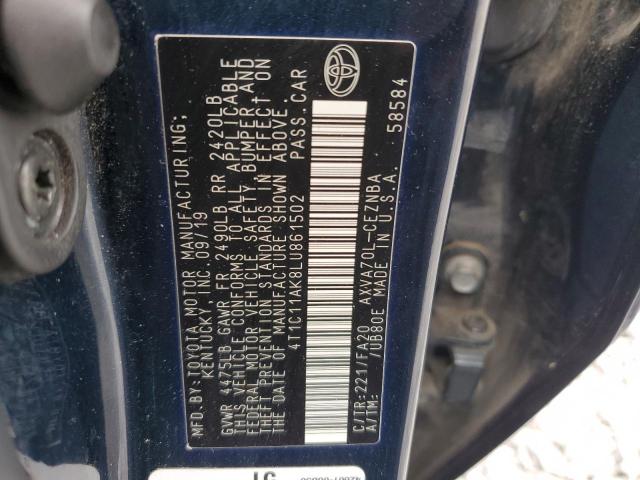 MFD. BY: TOYOTA MOTOR MANUFACTURING,
KENTUCKY, INC. 09/19
GVWR 4475LB GAWR FR 2490LB RR 2420LB
THIS VEHICLE CONFORMS TO ALL APPLICABLE
FEDERAL MOTOR VEHICLE SAFETY, BUMPER, AND
THEFT PREVENTION STANDARDS IN EFFECT ON
THE DATE OF MANUFACTURE SHOWN ABOVE.
4T1C11AK8LU861502 PASS. CAR
C/TR: 221/FA20 AXVA70L-CEZNBA
A/TM: /UB80E MADE IN U.S.A.
58584